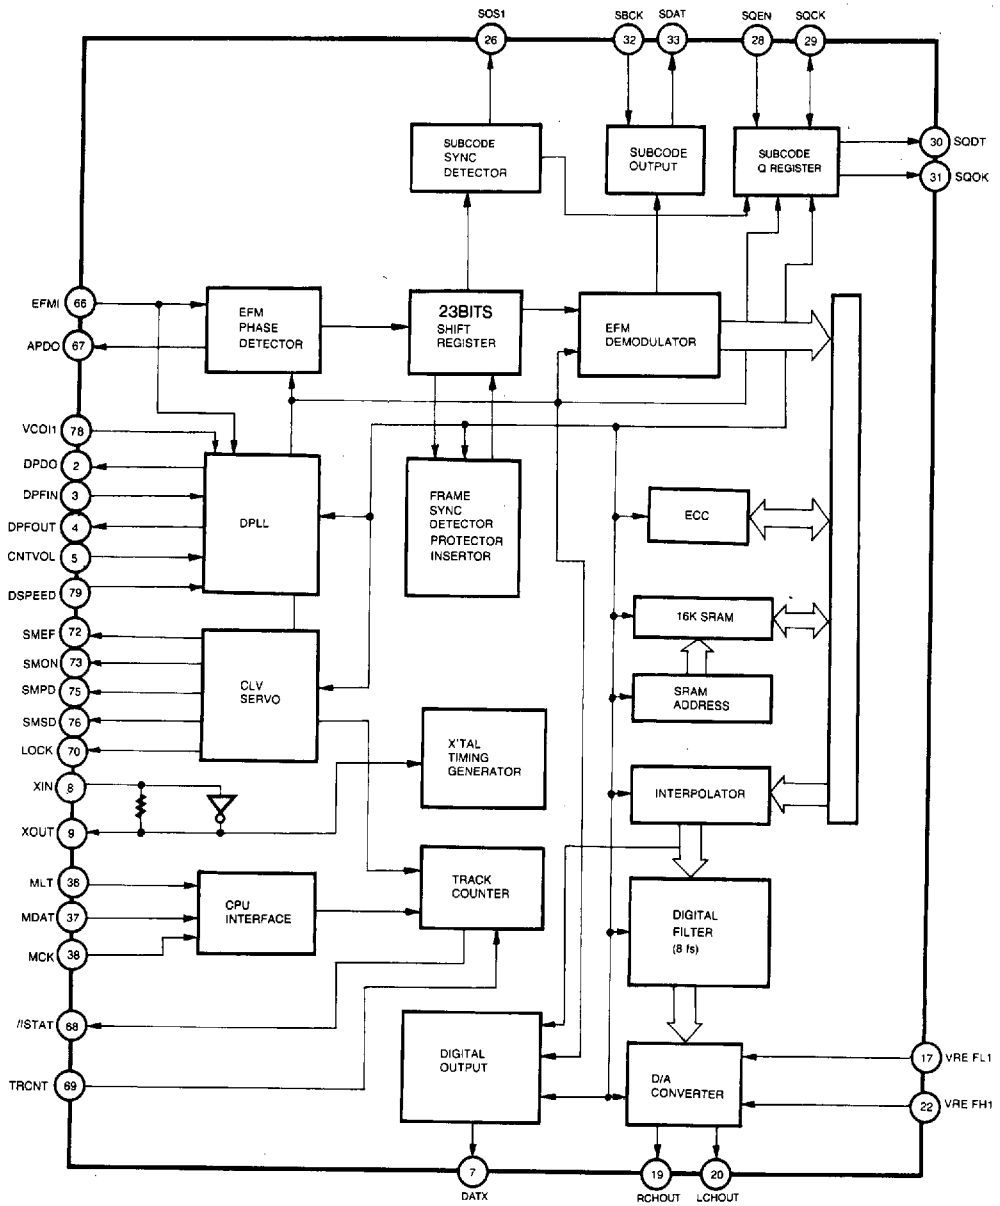 SOS1
SBCK
SDAT
SQEN
SQCK
26
32
33
28
29
SUBCODE
SYNC
DETECTOR
SUBCODE
OUTPUT
SUBCODE
Q REGISTER
30 SQDT
31 SQOK
EFMI 66
APDO 67
EFM
PHASE
DETECTOR
23BITS
SHIFT
REGISTER
EFM
DEMODULATOR
VCOI1 78
DPDO 2
DPFIN 3
DPFOUT 4
CNTVOL 5
DSPEED 79
DPLL
FRAME
SYNC
DETECTOR
PROTECTOR
INSERTOR
ECC
16K SRAM
SRAM
ADDRESS
SMEF 72
SMON 73
SMPD 75
SMSD 76
LOCK 70
CLV
SERVO
X'TAL
TIMING
GENERATOR
INTERPOLATOR
XIN 8
XOUT 9
MLT 36
MDAT 37
MCK 38
CPU
INTERFACE
TRACK
COUNTER
DIGITAL
FILTER
(8 fs)
//STAT 68
TRCNT 69
DIGITAL
OUTPUT
D/A
CONVERTER
17 VRE FL1
22 VRE FH1
7
DATX
19
RCHOUT
20
LCHOUT